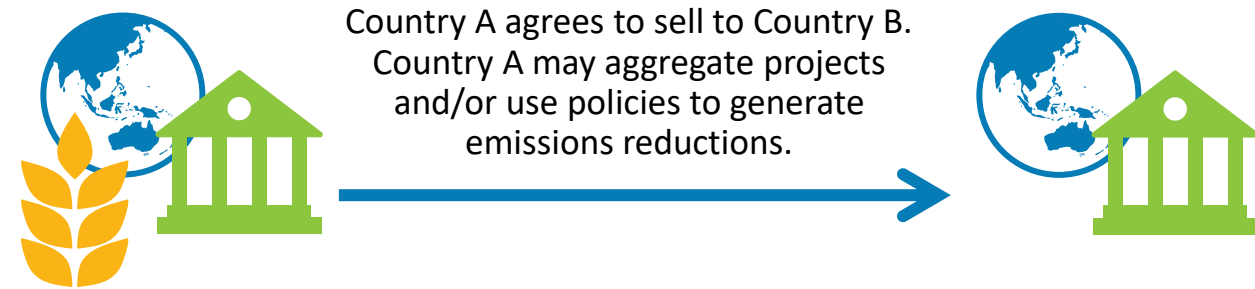 Country A agrees to sell to Country B.
Country A may aggregate projects
and/or use policies to generate
emissions reductions.